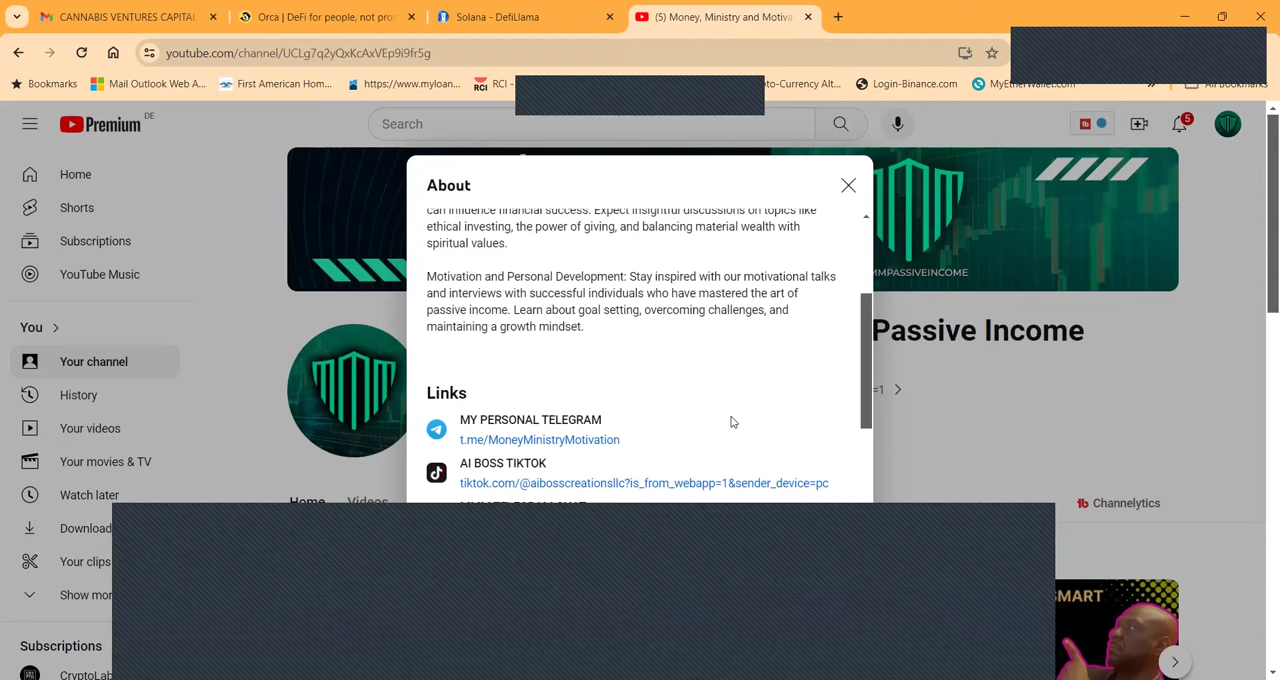 CANNABIS VENTURES CAPITAL
Orca | DeFi for people, not pro
Solana - DefiLlama
(5) Money, Ministry and Motiva
youtube.com/channel/UCLg7q2yQxKcAxVEp9i9fr5g
Bookmarks
Mail Outlook Web A...
First American Hom...
https://www.myloan...
RCI
RCI -
to-Currency Alt...
Login-Binance.com
MyEtherWallet.com
»
All Bookmarks
Premium
DE
Search
5
Home
Shorts
Subscriptions
YouTube Music
You
Your channel
History
Your videos
Your movies & TV
Watch later
Download
Your clips
Show mor
Subscriptions
CryptoLab
MMPASSIVEINCOME
Passive Income
=1
Home
Videos
Channelytics
SMART
About
can influence financial success. Expect insightful discussions on topics like
ethical investing, the power of giving, and balancing material wealth with
spiritual values.
Motivation and Personal Development: Stay inspired with our motivational talks
and interviews with successful individuals who have mastered the art of
passive income. Learn about goal setting, overcoming challenges, and
maintaining a growth mindset.
Links
MY PERSONAL TELEGRAM
t.me/MoneyMinistryMotivation
AI BOSS TIKTOK
tiktok.com/@aibosscreationsllc?is_from_webapp=1&sender_device=pc